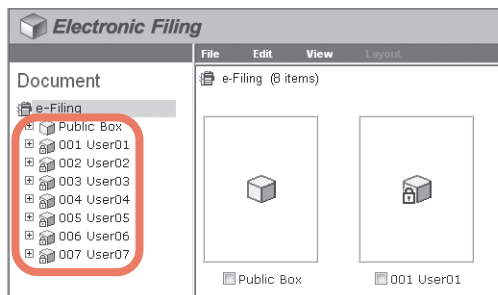 Electronic Filing
File Edit View Layout
Document
e-Filing (8 items)
e-Filing
Public Box
001 User01
002 User02
003 User03
004 User04
005 User05
006 User06
007 User07
Public Box
001 User01